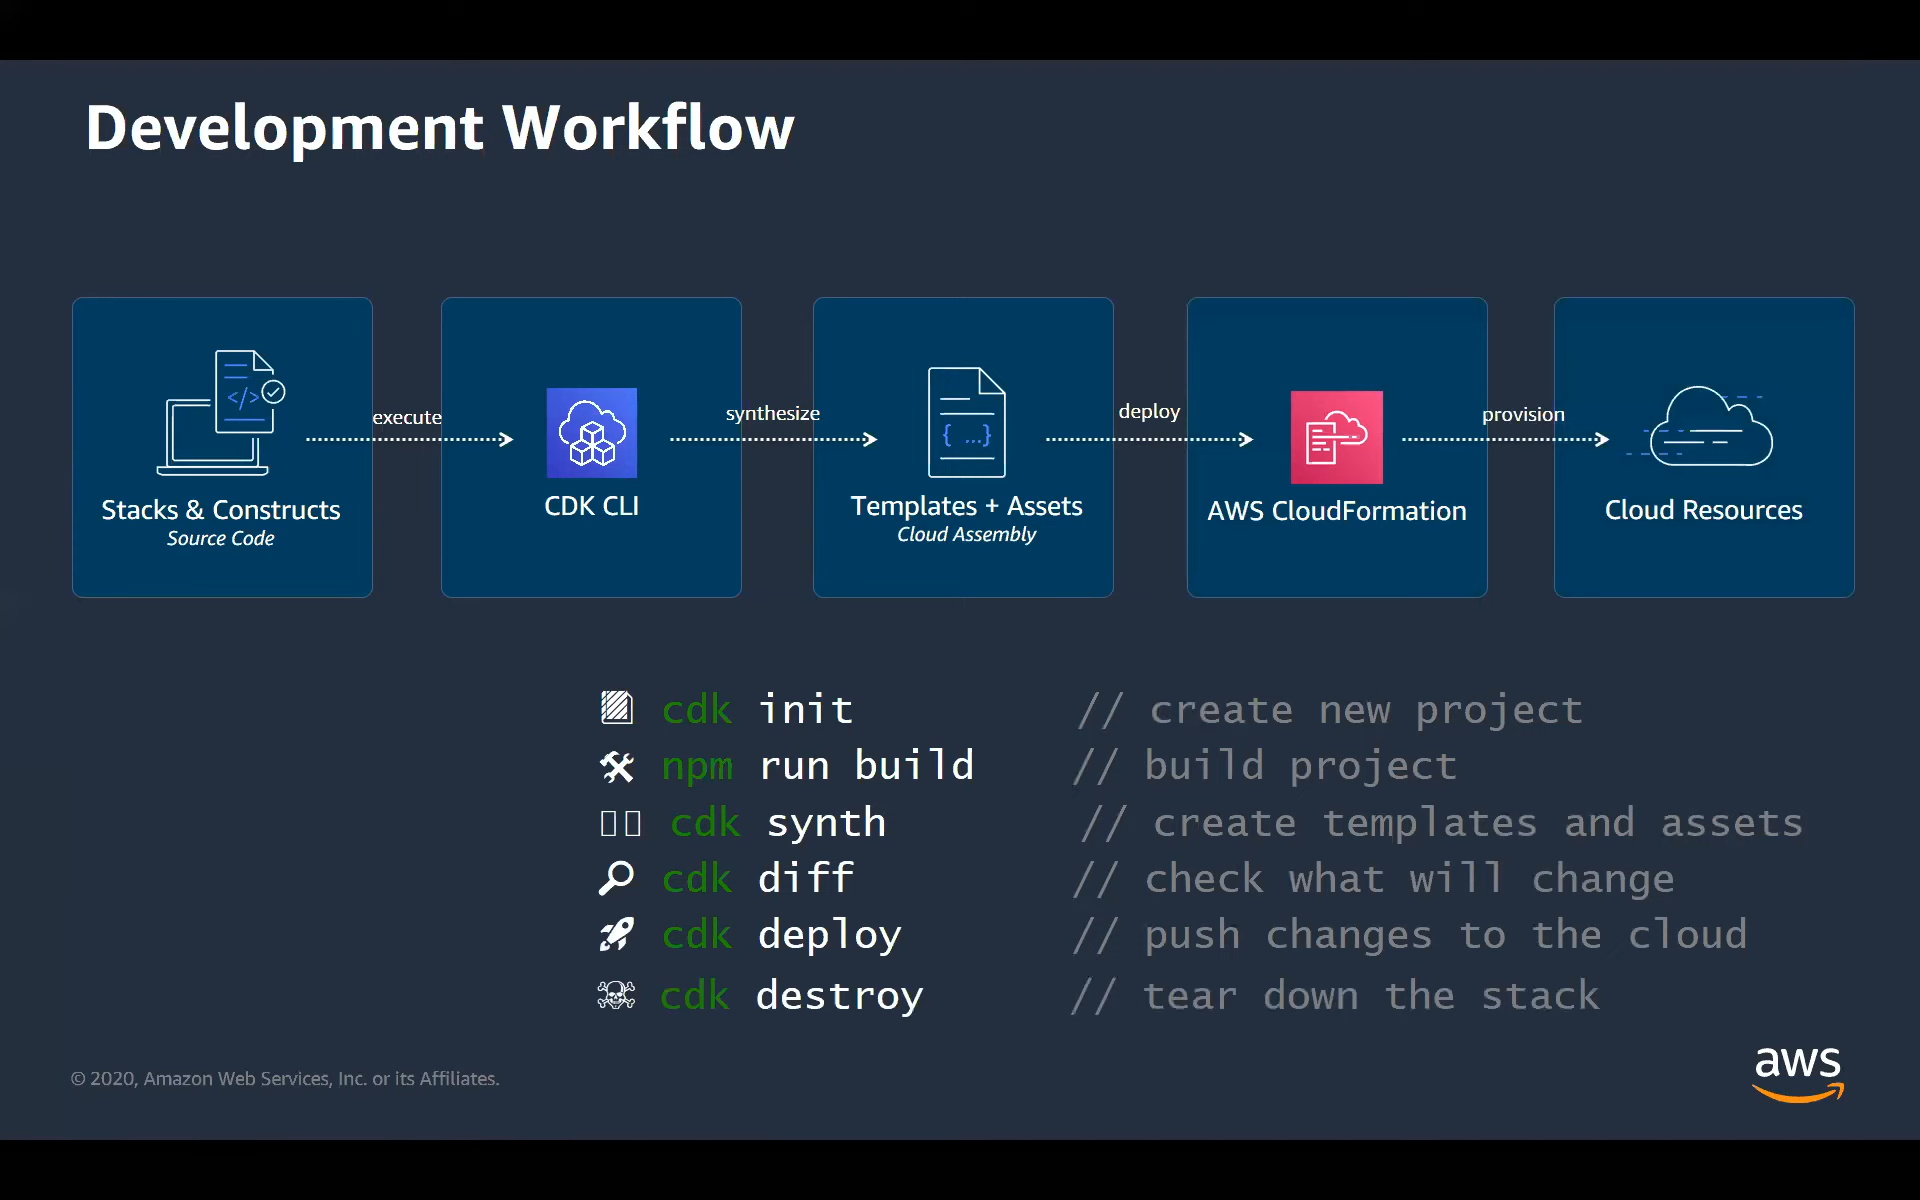 Development Workflow
execute
synthesize
deploy
provision
</>
{ ...}
Stacks & Constructs
Source Code
CDK CLI
Templates + Assets
Cloud Assembly
AWS CloudFormation
Cloud Resources
cdk init // create new project
npm run build // build project
cdk synth // create templates and assets
cdk diff // check what will change
cdk deploy // push changes to the cloud
cdk destroy // tear down the stack
© 2020, Amazon Web Services, Inc. or its Affiliates.
aws